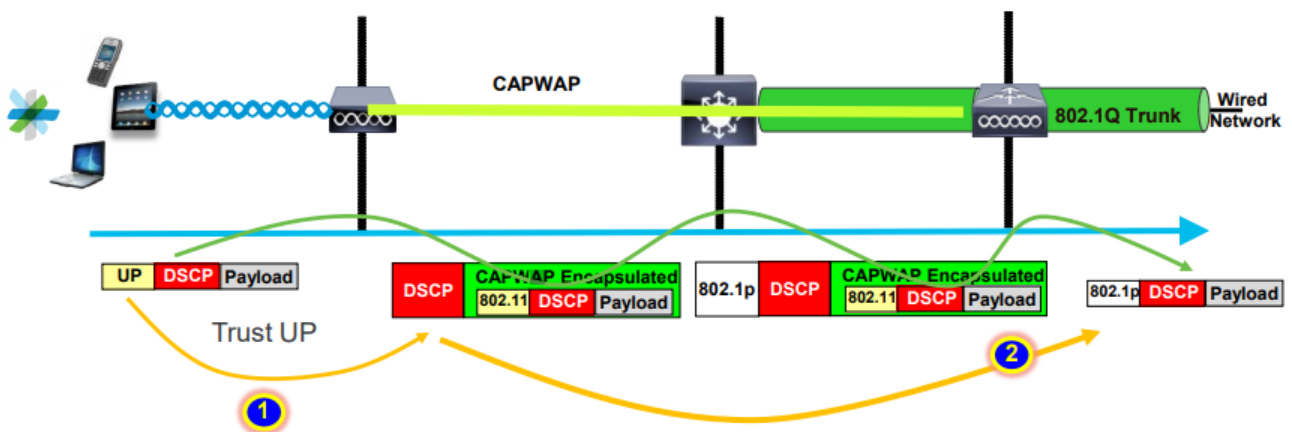 CAPWAP
802.1Q Trunk
Wired
Network
UP DSCP Payload
DSCP
CAPWAP Encapsulated
802.11 DSCP Payload
802.1p DSCP
CAPWAP Encapsulated
802.11 DSCP Payload
802.1p DSCP Payload
Trust UP
1
2